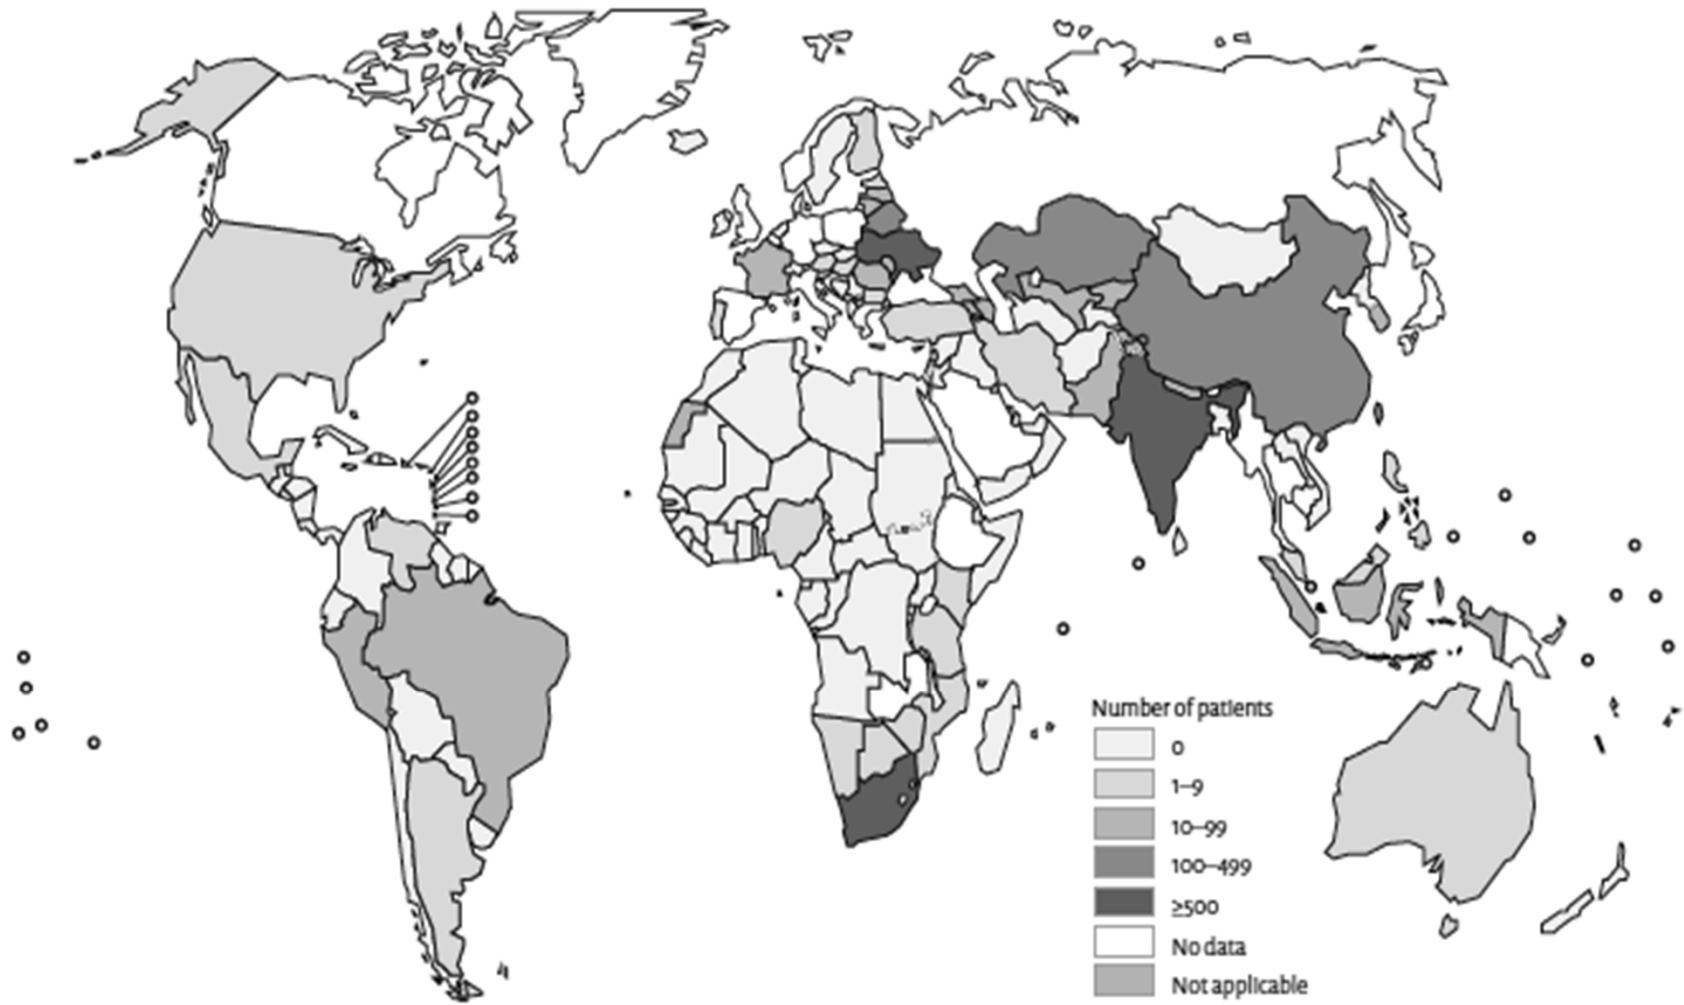 Number of patients
0
1–9
10–99
100–499
≥500
No data
Not applicable